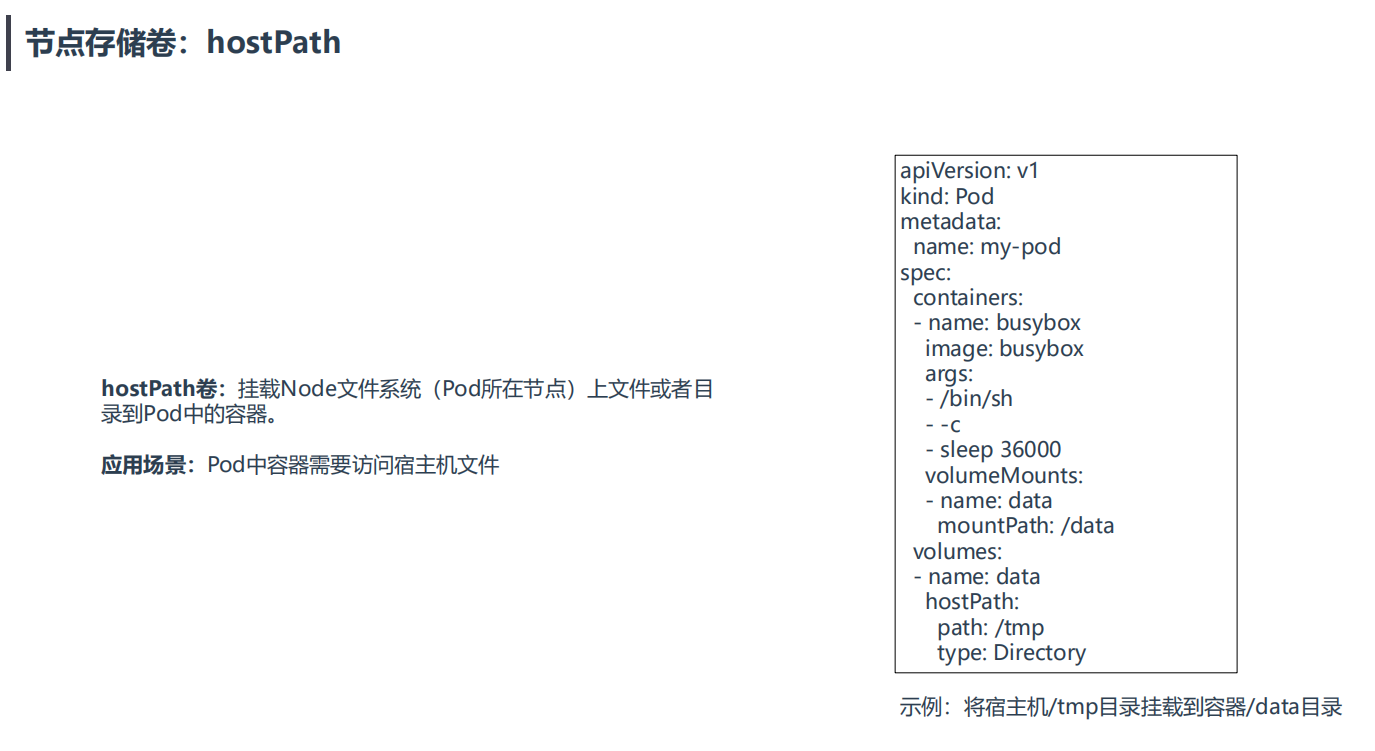 节点存储卷：hostPath
hostPath卷：挂载Node文件系统（Pod所在节点）上文件或者目
录到Pod中的容器。
应用场景：Pod中容器需要访问宿主机文件
apiVersion: v1
kind: Pod
metadata:
  name: my-pod
spec:
  containers:
  - name: busybox
    image: busybox
    args:
    - /bin/sh
    - -c
    - sleep 36000
    volumeMounts:
    - name: data
      mountPath: /data
  volumes:
  - name: data
    hostPath:
      path: /tmp
      type: Directory
示例：将宿主机/tmp目录挂载到容器/data目录